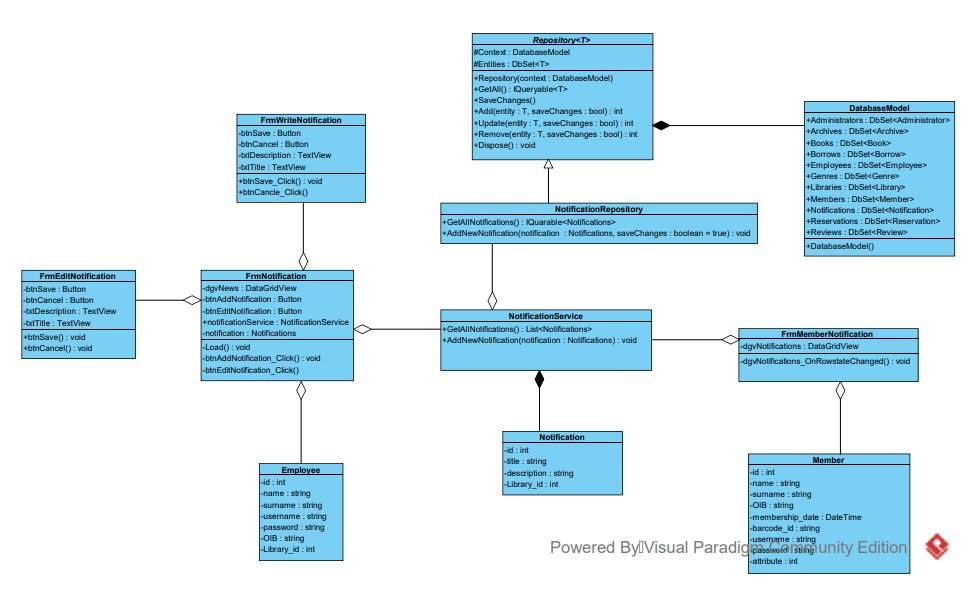 Repository<T>
#Context : DatabaseModel
#Entities : DbSet<T>
+Repository(context : DatabaseModel)
+GetAll() : IQueryable<T>
+SaveChanges()
+Add(entity : T, saveChanges : bool) : int
+Update(entity : T, saveChanges : bool) : int
+Remove(entity : T, saveChanges : bool) : int
+Dispose() : void
DatabaseModel
+Administrators : DbSet<Administrator>
+Archives : DbSet<Archive>
+Books : DbSet<Book>
+Borrows : DbSet<Borrow>
+Employees : DbSet<Employee>
+Genres : DbSet<Genre>
+Libraries : DbSet<Library>
+Members : DbSet<Member>
+Notifications : DbSet<Notification>
+Reservations : DbSet<Reservation>
+Reviews : DbSet<Review>
+DatabaseModel()
FrmWriteNotification
-btnSave : Button
-btnCancel : Button
-txtDescription : TextView
-txtTitle : TextView
+btnSave_Click() : void
+btnCancle_Click()
NotificationRepository
+GetAllNotifications() : IQuarable<Notifications>
+AddNewNotification(notification : Notifications, saveChanges : boolean = true) : void
FrmEditNotification
-btnSave : Button
-btnCancel : Button
-txtDescription : TextView
-txtTitle : TextView
+btnSave() : void
+btnCancel() : void
FrmNotification
-dgvNews : DataGridView
-btnAddNotification : Button
-btnEditNotification : Button
+notificationService : NotificationService
-notification : Notifications
-Load() : void
-btnAddNotification_Click() : void
-btnEditNotification_Click()
NotificationService
+GetAllNotifications() : List<Notifications>
+AddNewNotification(notification : Notifications) : void
FrmMemberNotification
-dgvNotifications : DataGridView
-dgvNotifications_OnRowstateChanged() : void
Notification
-id : int
-title : string
-description : string
-Library_id : int
Employee
-id : int
-name : string
-surname : string
-username : string
-password : string
-OIB : string
-Library_id : int
Member
-id : int
-name : string
-surname : string
-OIB : string
-membership_date : DateTime
-barcode_id : string
-username : string
-password : string
-attribute : int
Powered By Visual Paradigm Community Edition